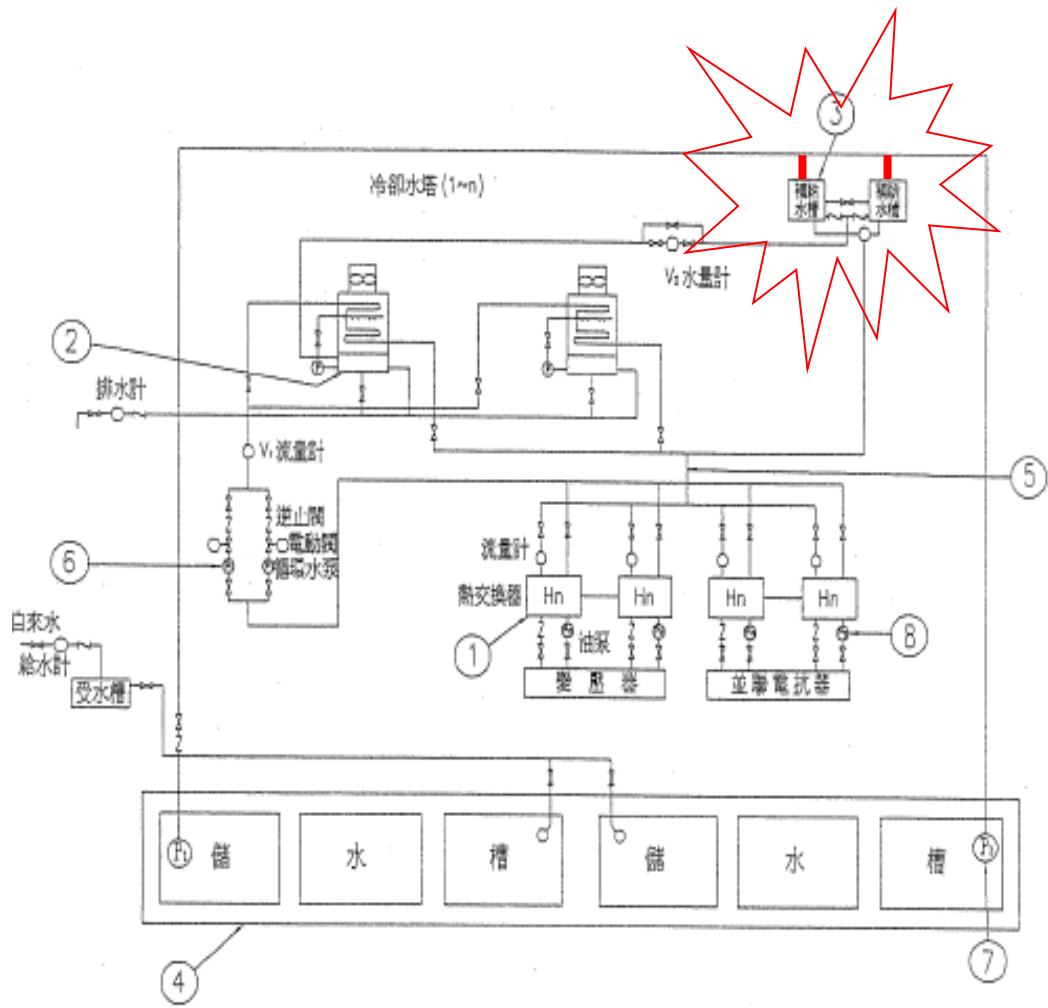 3
冷卻水塔(1~n)
補給
水槽
補給
水槽
V₂水量計
2
排水計
V₁流量計
5
逆止閥
電動閥
循環水泵
6
P
P
流量計
熱交換器
Hn
Hn
Hn
Hn
自來水
給水計
受水槽
1
油泵
8
變壓器
並聯電抗器
儲
水
槽
儲
水
槽
4
7